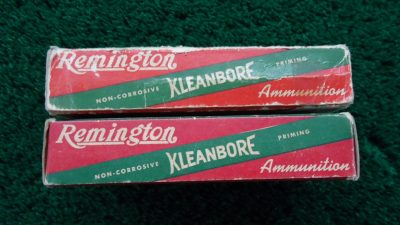 Remington
NON-CORROSIVE KLEANBORE PRIMING
Ammunition
Remington
NON-CORROSIVE KLEANBORE PRIMING
Ammunition